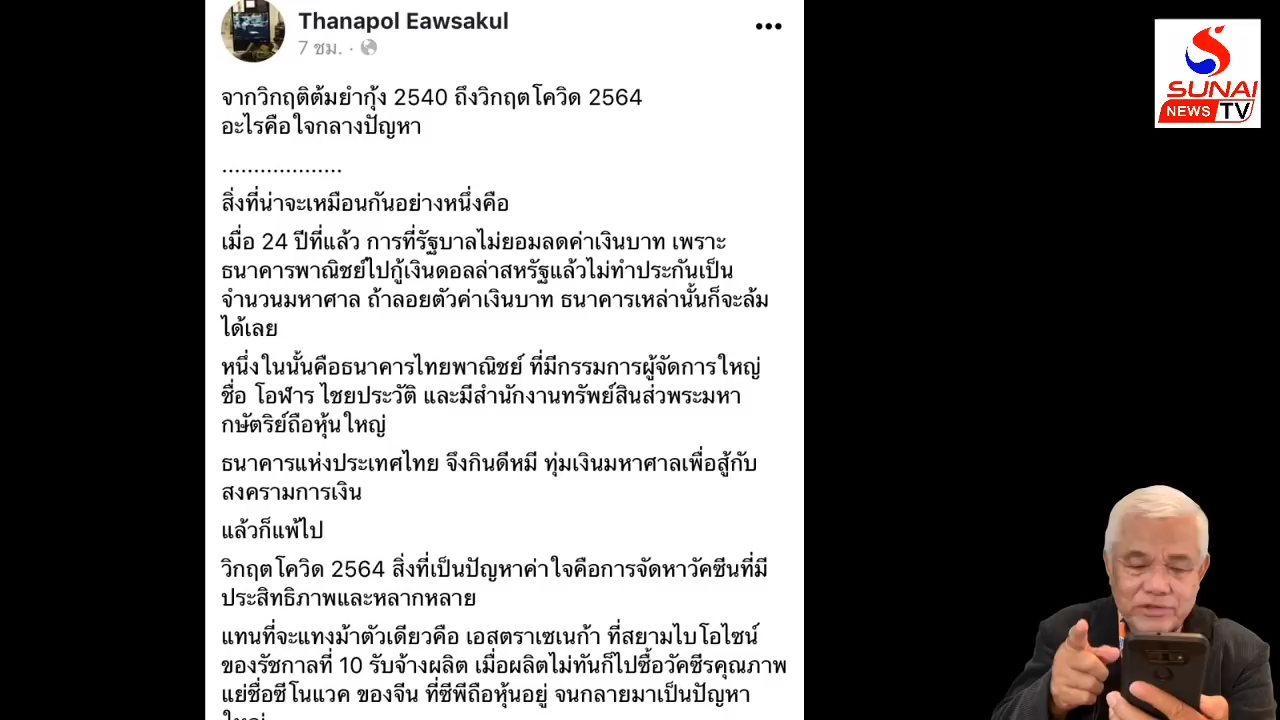 Thanapol Eawsakul
7 ชม. ·
SUNAI
NEWS TV
จากวิกฤติต้มยำกุ้ง 2540 ถึงวิกฤตโควิด 2564
อะไรคือใจกลางปัญหา
...................
สิ่งที่น่าจะเหมือนกันอย่างหนึ่งคือ
เมื่อ 24 ปีที่แล้ว การที่รัฐบาลไม่ยอมลดค่าเงินบาท เพราะ
ธนาคารพาณิชย์ไปกู้เงินดอลล่าสหรัฐแล้วไม่ทำประกันเป็น
จำนวนมหาศาล ถ้าลอยตัวค่าเงินบาท ธนาคารเหล่านั้นก็จะล้ม
ได้เลย
หนึ่งในนั้นคือธนาคารไทยพาณิชย์ ที่มีกรรมการผู้จัดการใหญ่
ชื่อ โอฬาร ไชยประวัติ และมีสำนักงานทรัพย์สินส่วพระมหา
กษัตริย์ถือหุ้นใหญ่
ธนาคารแห่งประเทศไทย จึงกินดีหมี ทุ่มเงินมหาศาลเพื่อสู้กับ
สงครามการเงิน
แล้วก็แพ้ไป
วิกฤตโควิด 2564 สิ่งที่เป็นปัญหาค่าใจคือการจัดหาวัคซีนที่มี
ประสิทธิภาพและหลากหลาย
แทนที่จะแทงม้าตัวเดียวคือ เอสตราเซเนก้า ที่สยามไบโอไซน์
ของรัชกาลที่ 10 รับจ้างผลิต เมื่อผลิตไม่ทันก็ไปซื้อวัคซีรคุณภาพ
แย่ชื่อซีโนแวค ของจีน ที่ซีพีถือหุ้นอยู่ จนกลายมาเป็นปัญหา